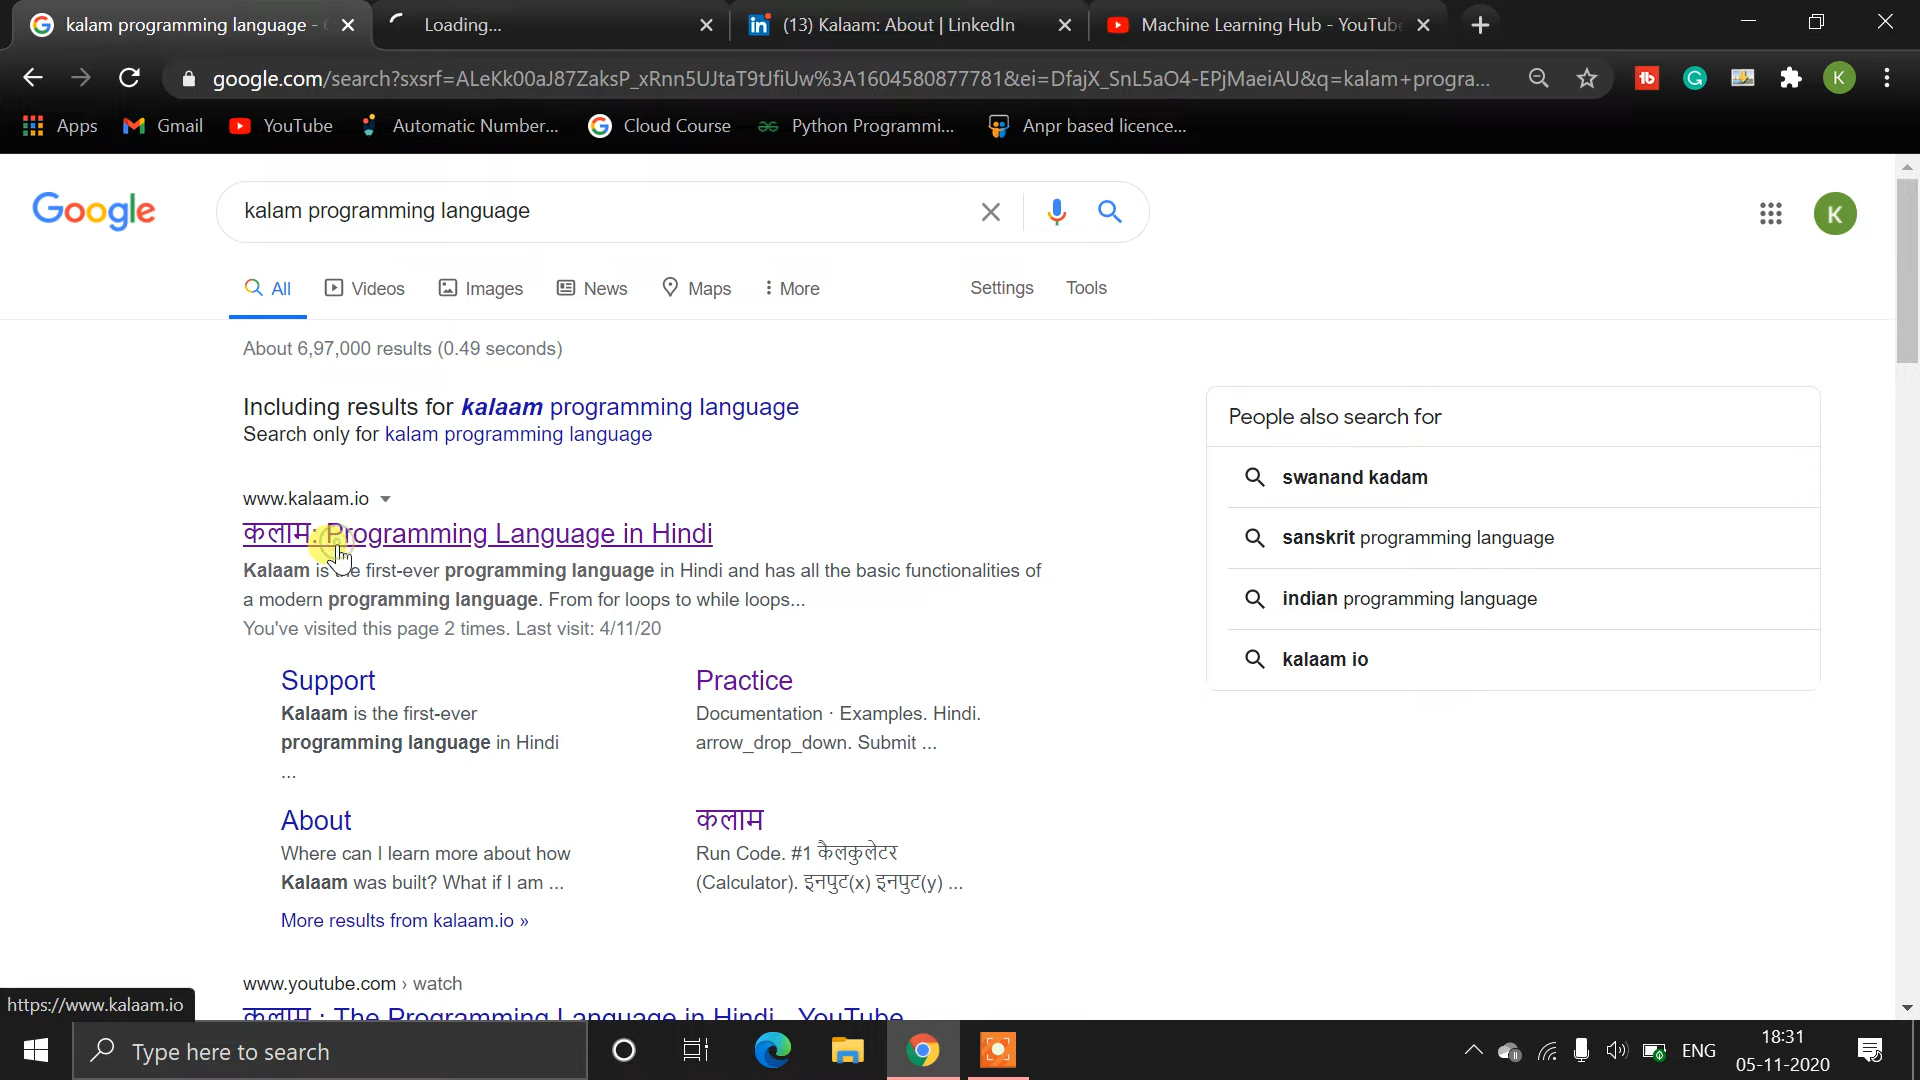 kalam programming language - G
Loading...
(13) Kalaam: About | LinkedIn
Machine Learning Hub - YouTube
google.com/search?sxsrf=ALeKk00aJ87ZaksP_xRnn5UJtaT9tJfiUw%3A1604580877781&ei=DfajX_SnL5aO4-EPjMaeiAU&q=kalam+progra...
Apps
Gmail
YouTube
Automatic Number...
Cloud Course
Python Programmi...
Anpr based licence...
Google
kalam programming language
K
All
Videos
Images
News
Maps
More
Settings
Tools
About 6,97,000 results (0.49 seconds)
Including results for kalaam programming language
Search only for kalam programming language
www.kalaam.io
कलाम: Programming Language in Hindi
Kalaam is the first-ever programming language in Hindi and has all the basic functionalities of
a modern programming language. From for loops to while loops...
You've visited this page 2 times. Last visit: 4/11/20
Support
Kalaam is the first-ever
programming language in Hindi
...
Practice
Documentation · Examples. Hindi.
arrow_drop_down. Submit ...
About
Where can I learn more about how
Kalaam was built? What if I am ...
कलाम
Run Code. #1 कैलकुलेटर
(Calculator). इनपुट(x) इनपुट(y) ...
More results from kalaam.io »
www.youtube.com › watch
कलाम : The Programming Language in Hindi - YouTube
People also search for
swanand kadam
sanskrit programming language
indian programming language
kalaam io
https://www.kalaam.io
Type here to search
ENG
18:31
05-11-2020